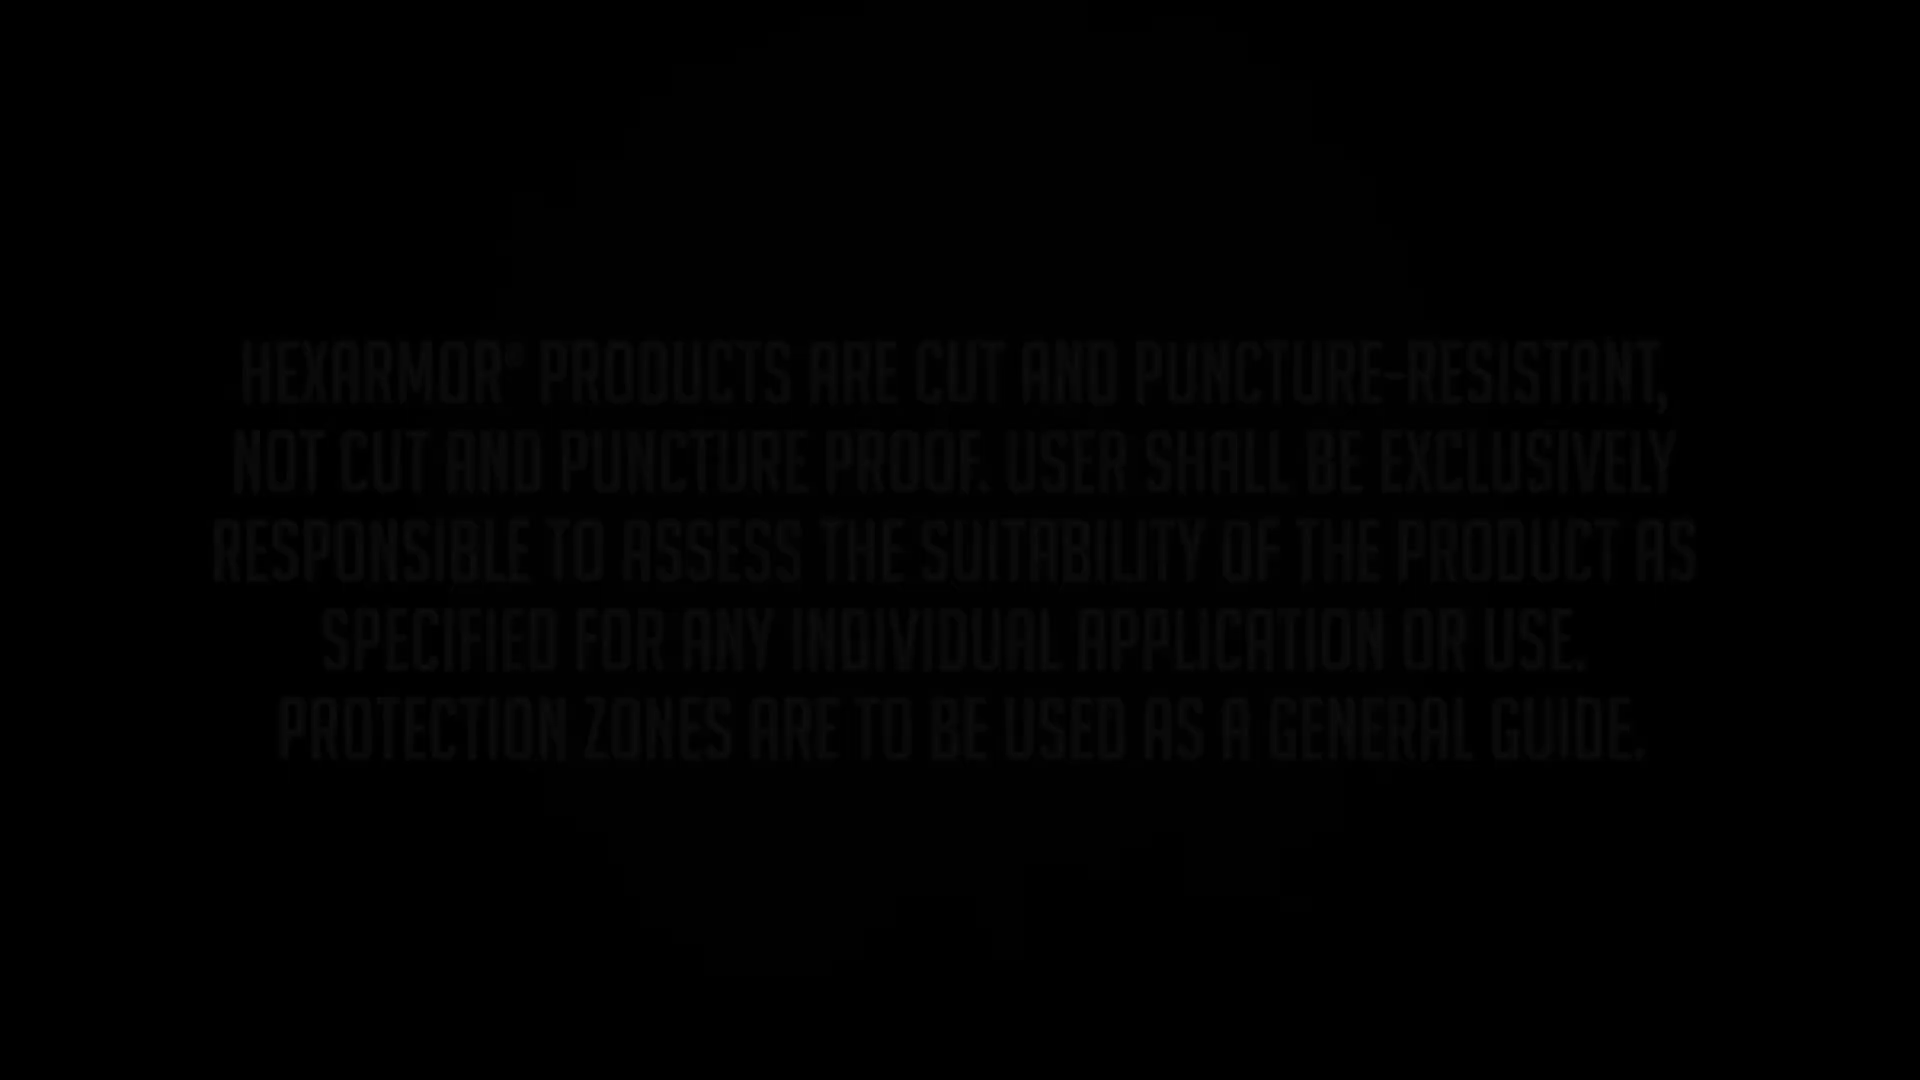 HEXARMOR® PRODUCTS ARE CUT AND PUNCTURE-RESISTANT,
NOT CUT AND PUNCTURE PROOF. USER SHALL BE EXCLUSIVELY
RESPONSIBLE TO ASSESS THE SUITABILITY OF THE PRODUCT AS
SPECIFIED FOR ANY INDIVIDUAL APPLICATION OR USE.
PROTECTION ZONES ARE TO BE USED AS A GENERAL GUIDE.